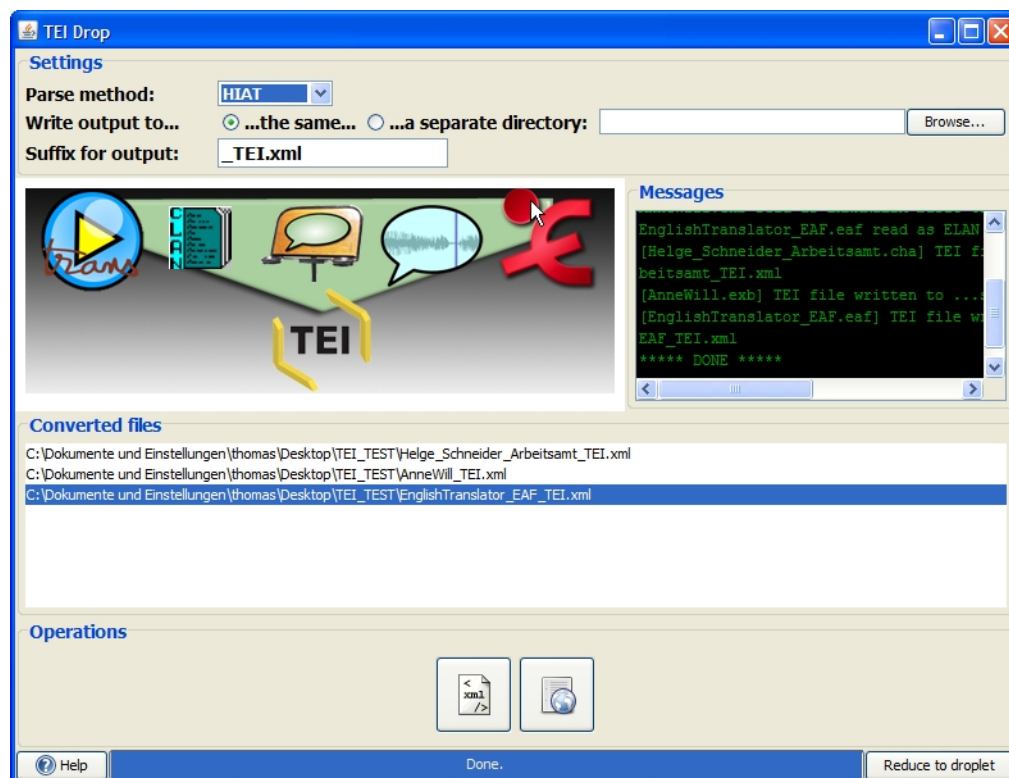 TEI Drop
Settings
Parse method: HIAT
Write output to... ...the same... ...a separate directory: Browse...
Suffix for output: _TEI.xml
trans
CLAN
TEI
Messages
EnglishTranslator_EAF.eaf read as ELAN
[Helge_Schneider_Arbeitsamt.cha] TEI
beitsamt_TEI.xml
[AnneWill.exb] TEI file written to ...
[EnglishTranslator_EAF.eaf] TEI file
EAF_TEI.xml
***** DONE *****
Converted files
C:\Dokumente und Einstellungen\thomas\Desktop\TEI_TEST\Helge_Schneider_Arbeitsamt_TEI.xml
C:\Dokumente und Einstellungen\thomas\Desktop\TEI_TEST\AnneWill_TEI.xml
C:\Dokumente und Einstellungen\thomas\Desktop\TEI_TEST\EnglishTranslator_EAF_TEI.xml
Operations
< xml />
Help Done. Reduce to droplet